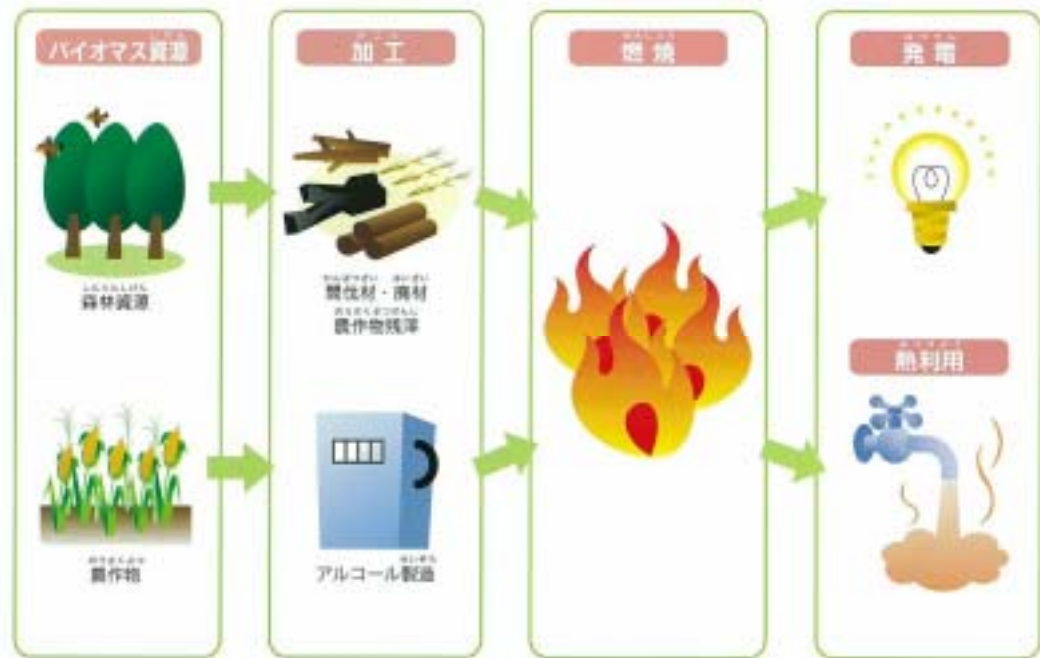 バイオマス資源
森林資源
農作物
加工
間伐材・廃材
農作物残渣
アルコール製造
燃焼
発電
熱利用